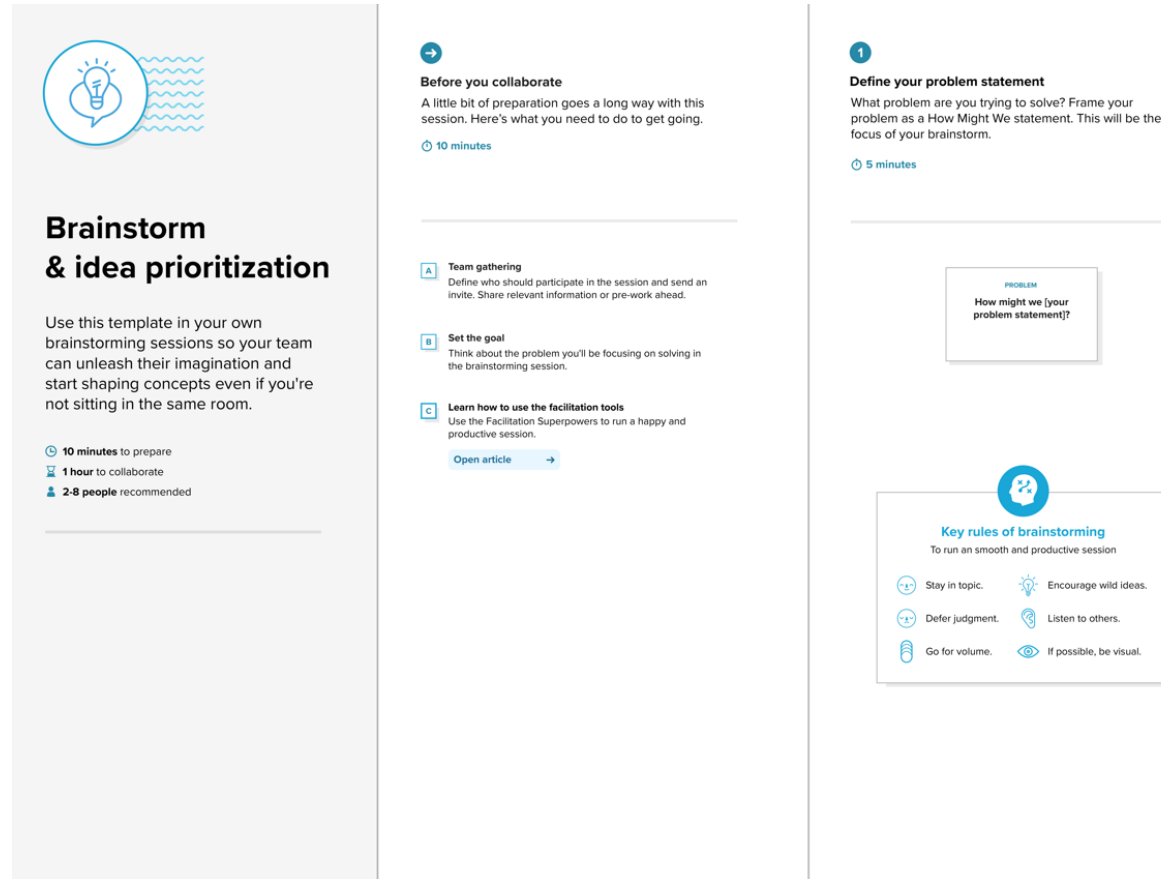 Brainstorm
& idea prioritization
Use this template in your own
brainstorming sessions so your team
can unleash their imagination and
start shaping concepts even if you're
not sitting in the same room.
10 minutes to prepare
1 hour to collaborate
2-8 people recommended
Before you collaborate
A little bit of preparation goes a long way with this
session. Here's what you need to do to get going.
10 minutes
A
Team gathering
Define who should participate in the session and send an
invite. Share relevant information or pre-work ahead.
B
Set the goal
Think about the problem you'll be focusing on solving in
the brainstorming session.
C
Learn how to use the facilitation tools
Use the Facilitation Superpowers to run a happy and
productive session.
Open article
1
Define your problem statement
What problem are you trying to solve? Frame your
problem as a How Might We statement. This will be the
focus of your brainstorm.
5 minutes
PROBLEM
How might we [your
problem statement]?
Key rules of brainstorming
To run an smooth and productive session
Stay in topic.
Encourage wild ideas.
Defer judgment.
Listen to others.
Go for volume.
If possible, be visual.